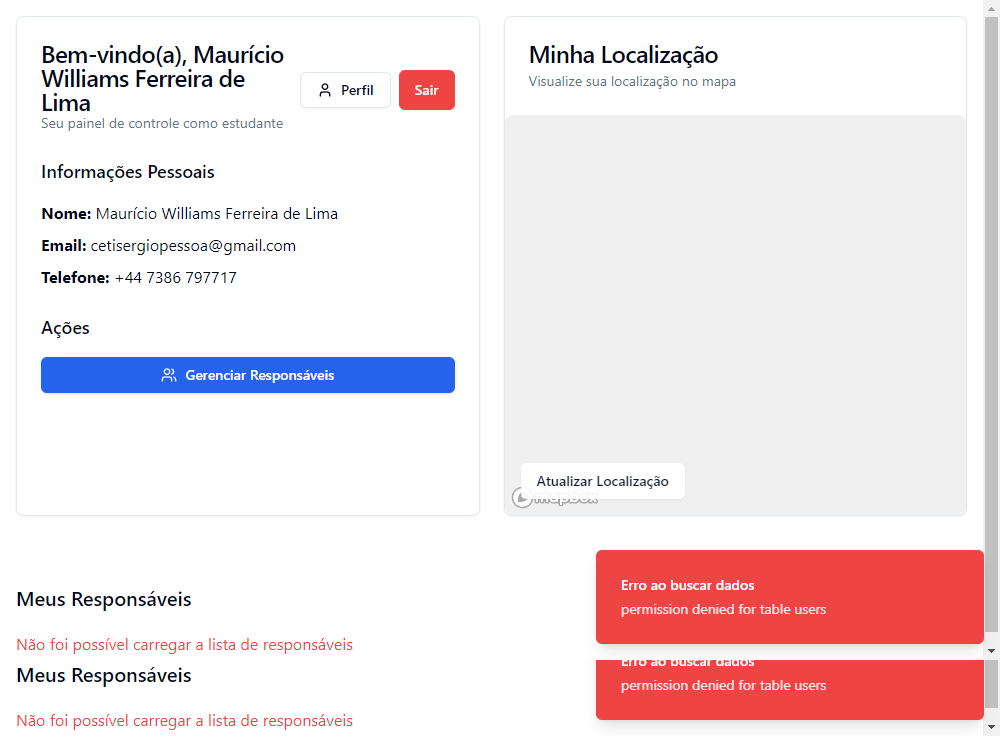 Bem-vindo(a), Maurício
Williams Ferreira de
Lima
Seu painel de controle como estudante
Perfil
Sair
Informações Pessoais
Nome: Maurício Williams Ferreira de Lima
Email: cetisergiopessoa@gmail.com
Telefone: +44 7386 797717
Ações
Gerenciar Responsáveis
Minha Localização
Visualize sua localização no mapa
Atualizar Localização
mapbox
Meus Responsáveis
Não foi possível carregar a lista de responsáveis
Erro ao buscar dados
permission denied for table users
Meus Responsáveis
Não foi possível carregar a lista de responsáveis
Erro ao buscar dados
permission denied for table users